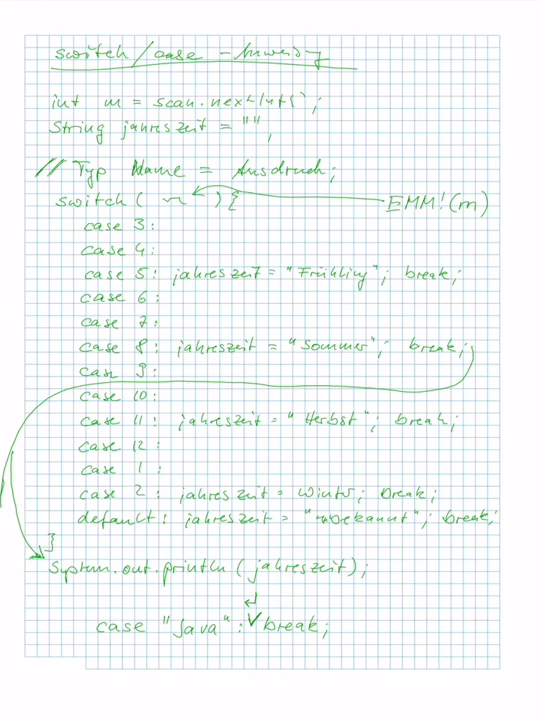 switch/case - Anweisg
int m = scan.nextInt();
String jahreszeit = "";
// Typ Name = Ausdruck;
switch( m ){ EMM! (m)
case 3:
case 4:
case 5: jahreszeit = "Frühling"; break;
case 6:
case 7:
case 8: jahreszeit = "Sommer"; break;
case 9:
case 10:
case 11: jahreszeit = "Herbst"; break;
case 12:
case 1:
case 2: jahreszeit = Winter; break;
default: jahreszeit = "unbekannt"; break;
}
System.out.println (jahreszeit);
case "Java": break;